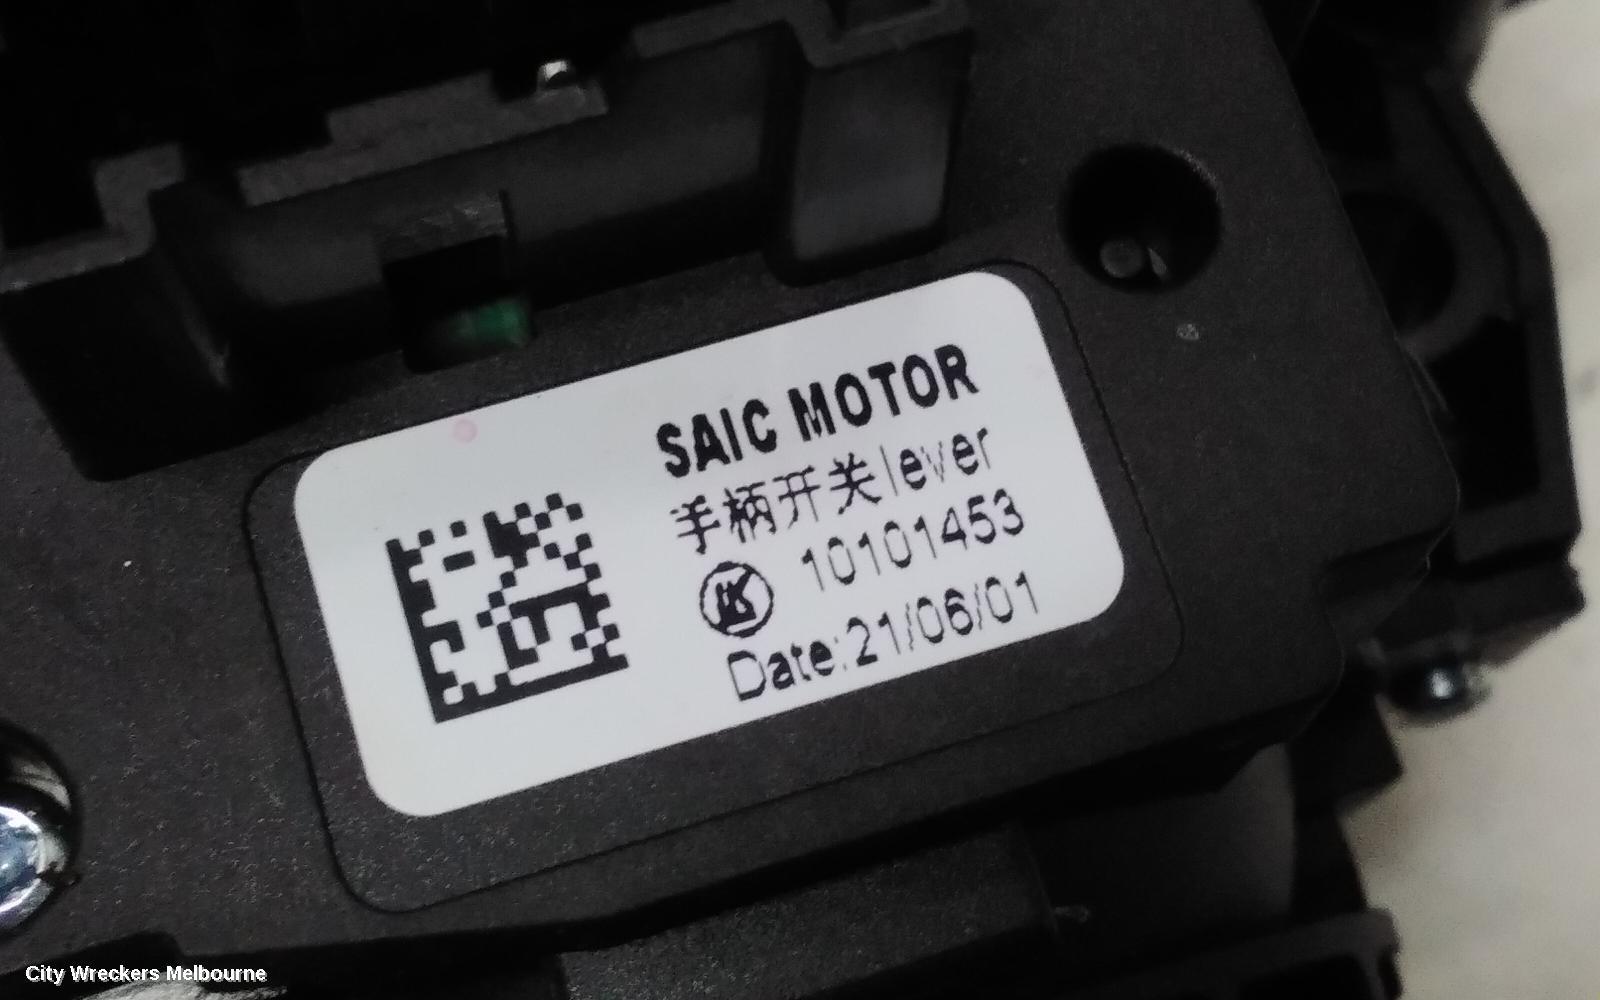 SAIC MOTOR
手柄开关lever
10101453
Date:21/06/01
City Wreckers Melbourne